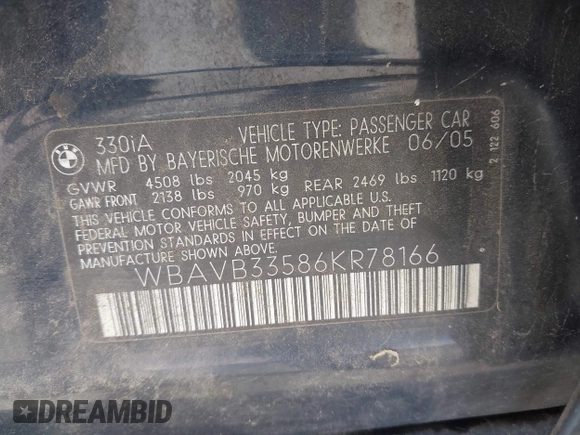 BMW
330iA VEHICLE TYPE: PASSENGER CAR
MFD BY BAYERISCHE MOTORENWERKE 06/05
GVWR 4508 lbs 2045 kg
GAWR FRONT 2138 lbs 970 kg REAR 2469 lbs 1120 kg
THIS VEHICLE CONFORMS TO ALL APPLICABLE U.S.
FEDERAL MOTOR VEHICLE SAFETY, BUMPER AND THEFT
PREVENTION STANDARDS IN EFFECT ON THE DATE OF
MANUFACTURE SHOWN ABOVE.
WBAVB33586KR78166
2 122 606
DREAMBID